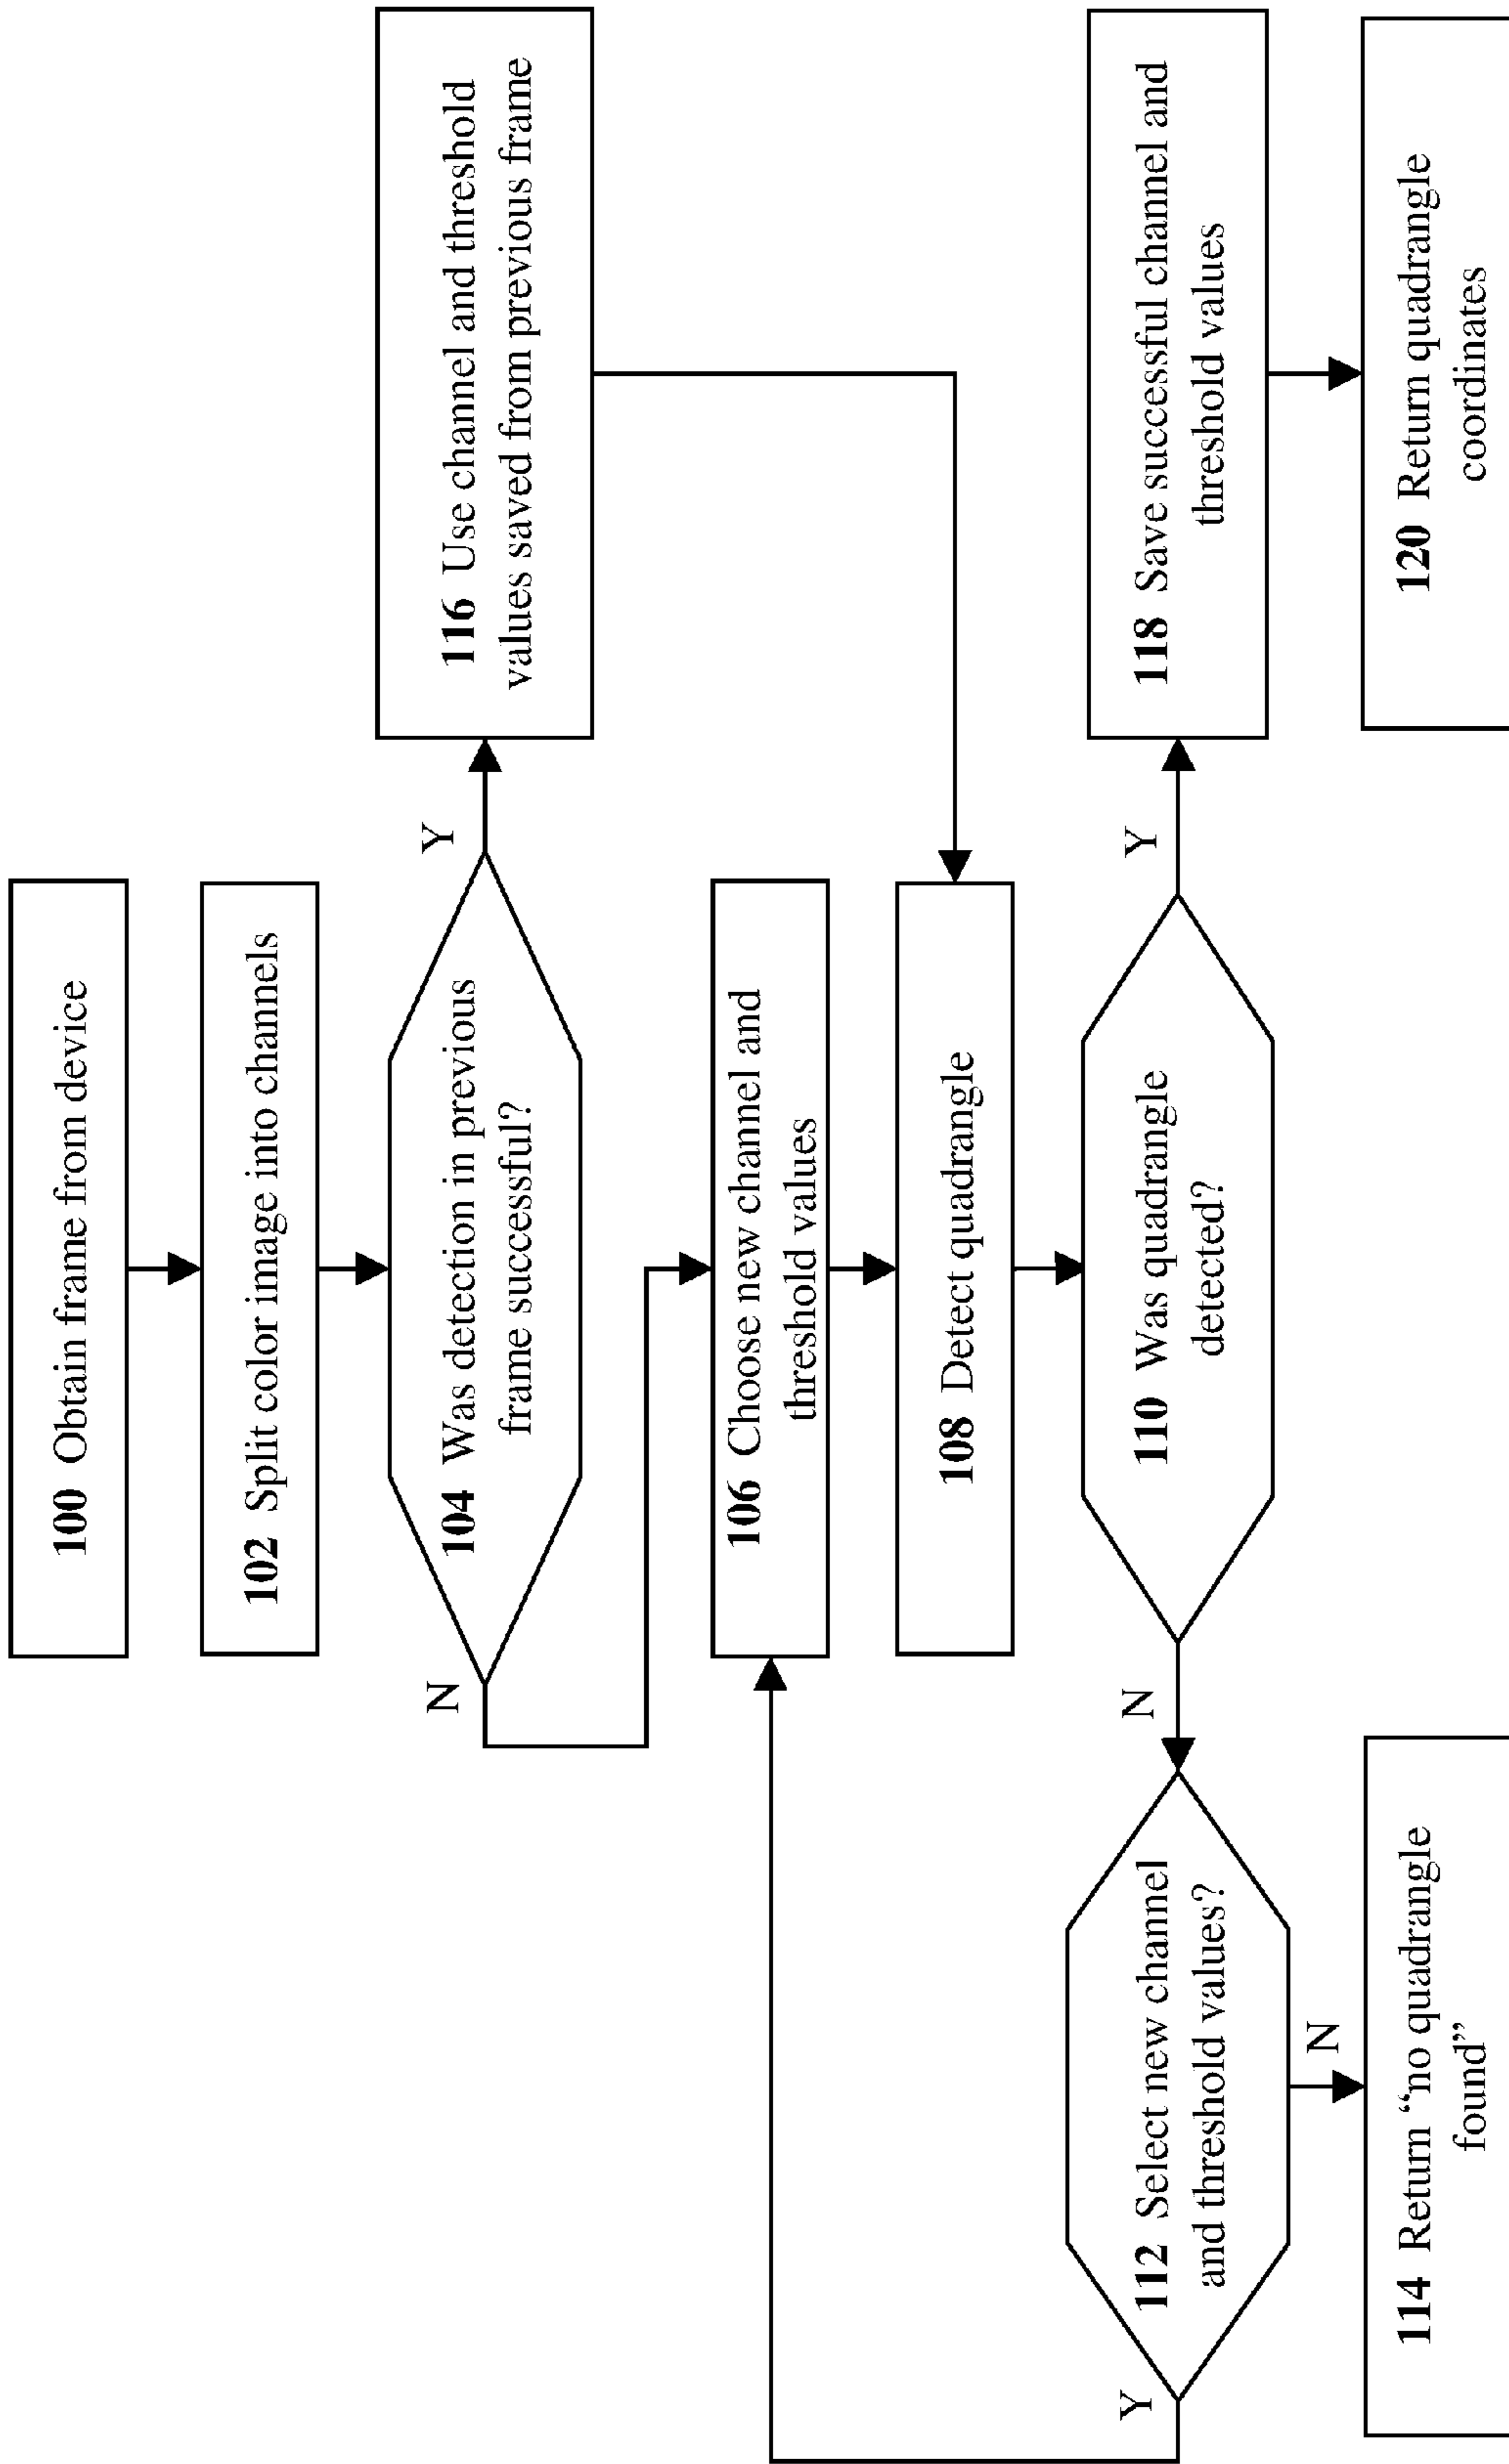 100 Obtain frame from device
102 Split color image into channels
104 Was detection in previous
frame successful?
Y
N
116 Use channel and threshold
values saved from previous frame
106 Choose new channel and
threshold values
108 Detect quadrangle
110 Was quadrangle
detected?
Y
N
118 Save successful channel and
threshold values
120 Return quadrangle
coordinates
112 Select new channel
and threshold values?
Y
N
114 Return “no quadrangle
found”